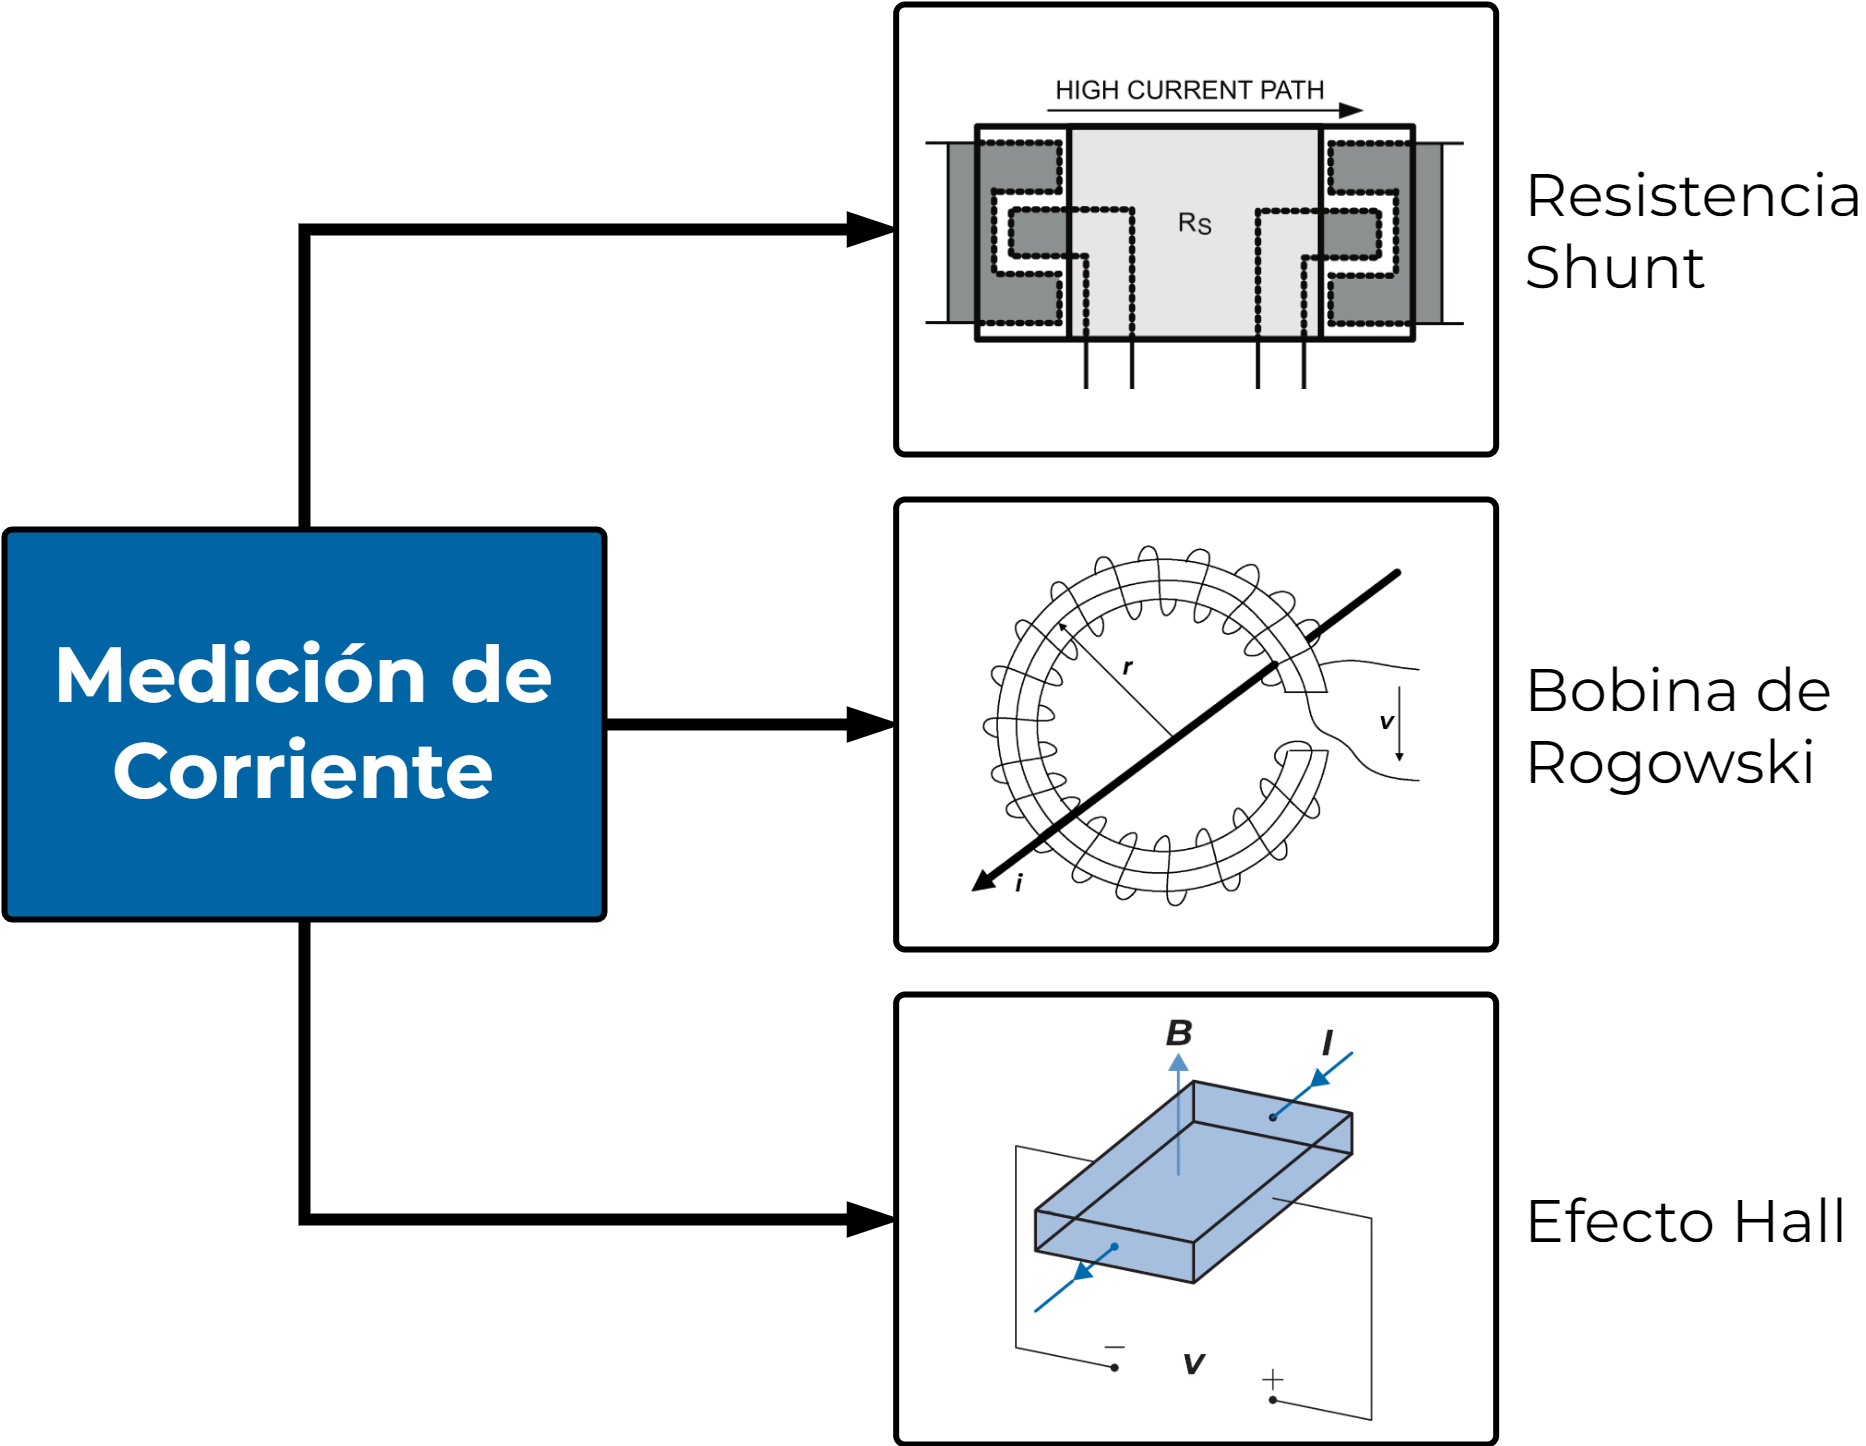 HIGH CURRENT PATH
RS
Resistencia
Shunt
Medición de
Corriente
r
v
i
Bobina de
Rogowski
B
I
− v +
Efecto Hall